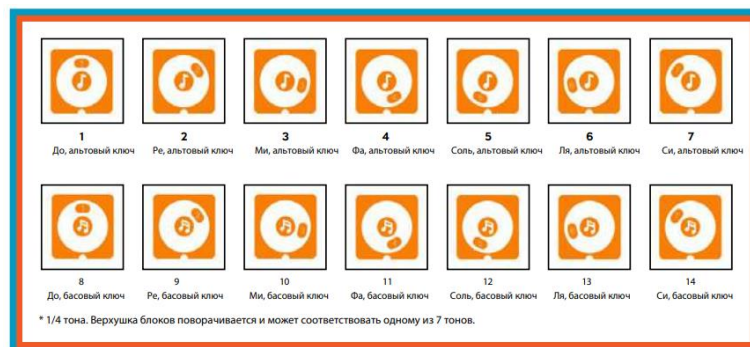 1 2 3 4 5 6 7
До, альтовый ключ Ре, альтовый ключ Ми, альтовый ключ Фа, альтовый ключ Соль, альтовый ключ Ля, альтовый ключ Си, альтовый ключ
8 9 10 11 12 13 14
До, басовый ключ Ре, басовый ключ Ми, басовый ключ Фа, басовый ключ Соль, басовый ключ Ля, басовый ключ Си, басовый ключ
* 1/4 тона. Верхушка блоков поворачивается и может соответствовать одному из 7 тонов.